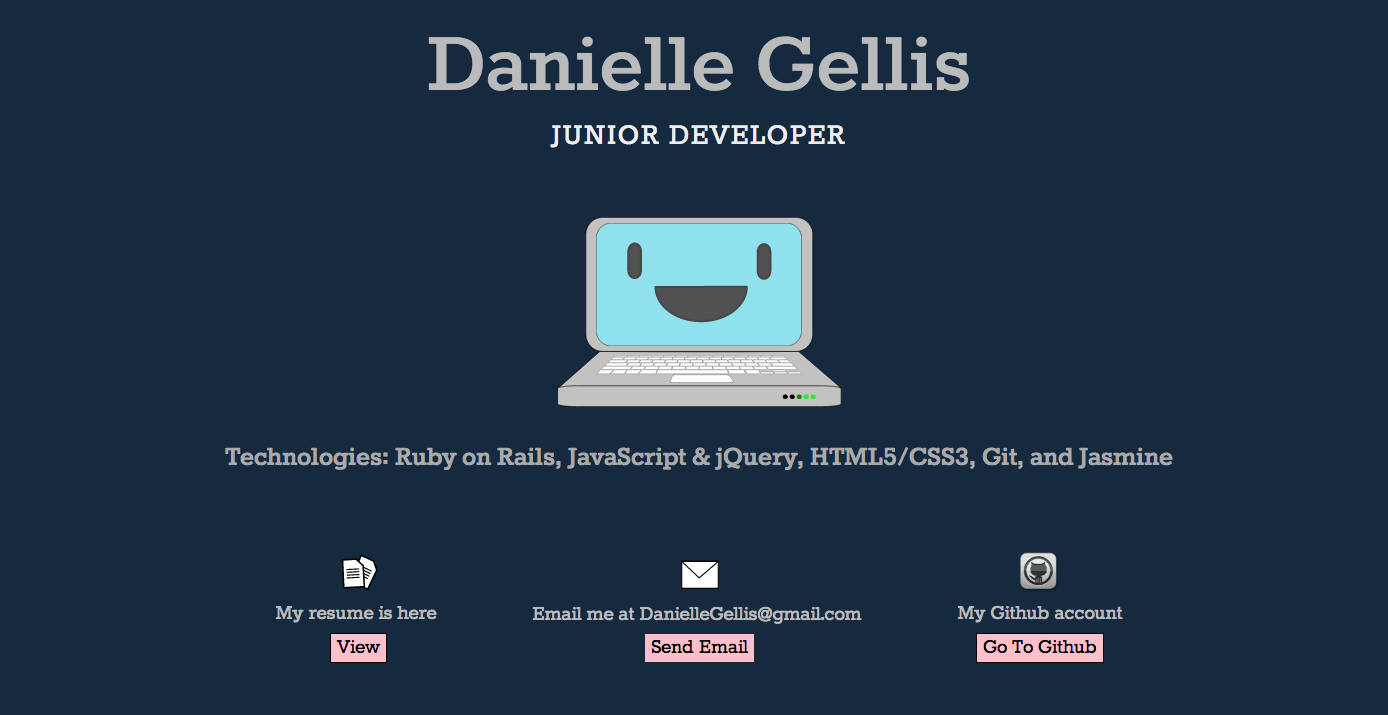 Danielle Gellis
JUNIOR DEVELOPER
Technologies: Ruby on Rails, JavaScript & jQuery, HTML5/CSS3, Git, and Jasmine
My resume is here
View
Email me at DanielleGellis@gmail.com
Send Email
My Github account
Go To Github